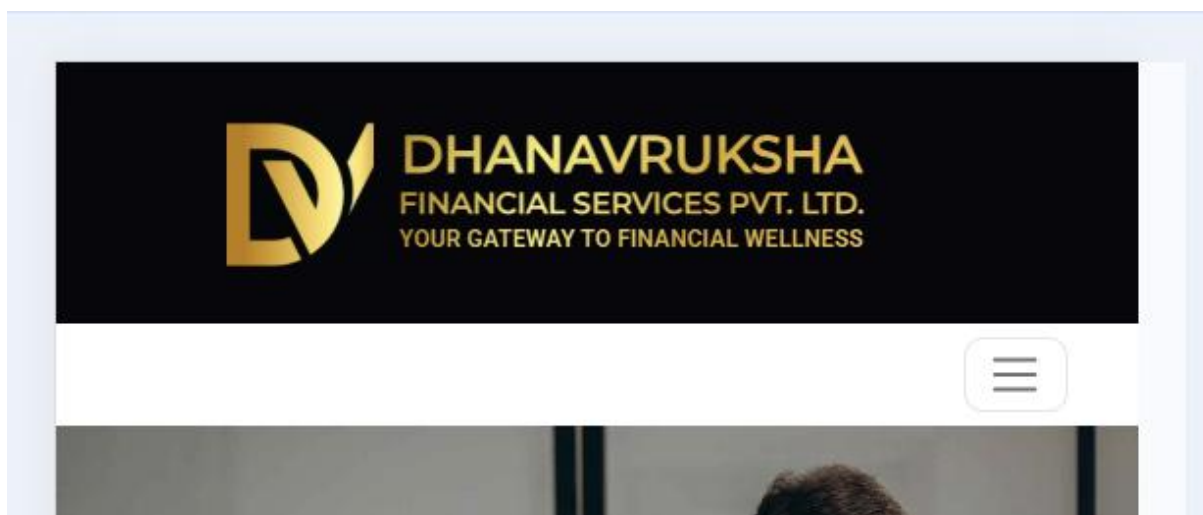 DHANAVRUKSHA
FINANCIAL SERVICES PVT. LTD.
YOUR GATEWAY TO FINANCIAL WELLNESS